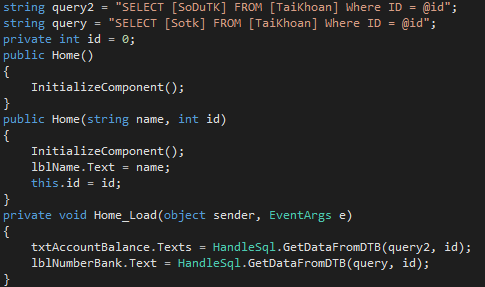 string query2 = "SELECT [SoDuTK] FROM [TaiKhoan] Where ID = @id";
string query = "SELECT [Sotk] FROM [TaiKhoan] Where ID = @id";
private int id = 0;
public Home()
{
    InitializeComponent();
}
public Home(string name, int id)
{
    InitializeComponent();
    lblName.Text = name;
    this.id = id;
}
private void Home_Load(object sender, EventArgs e)
{
    txtAccountBalance.Texts = HandleSql.GetDataFromDTB(query2, id);
    lblNumberBank.Text = HandleSql.GetDataFromDTB(query, id);
}